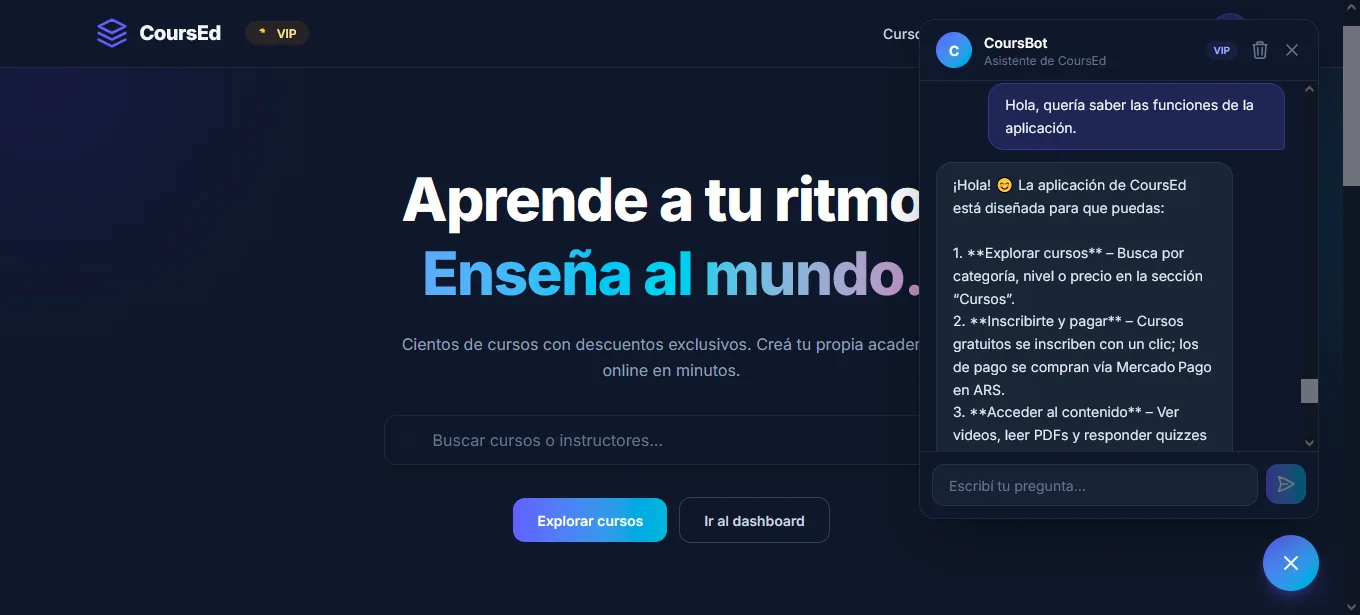 CoursEd
VIP
Curso
Aprende a tu ritmo
Enseña al mundo.
Cientos de cursos con descuentos exclusivos. Creá tu propia
online en minutos.
Buscar cursos o instructores...
Explorar cursos
Ir al dashboard
C
CoursBot
Asistente de CoursEd
VIP
Hola, quería saber las funciones de la
aplicación.
¡Hola! 😊 La aplicación de CoursEd
está diseñada para que puedas:
1. **Explorar cursos** – Busca por
categoría, nivel o precio en la sección
“Cursos”.
2. **Inscribirte y pagar** – Cursos
gratuitos se inscriben con un clic; los
de pago se compran vía Mercado Pago
en ARS.
3. **Acceder al contenido** – Ver
videos, leer PDFs y responder quizzes
Escribí tu pregunta...